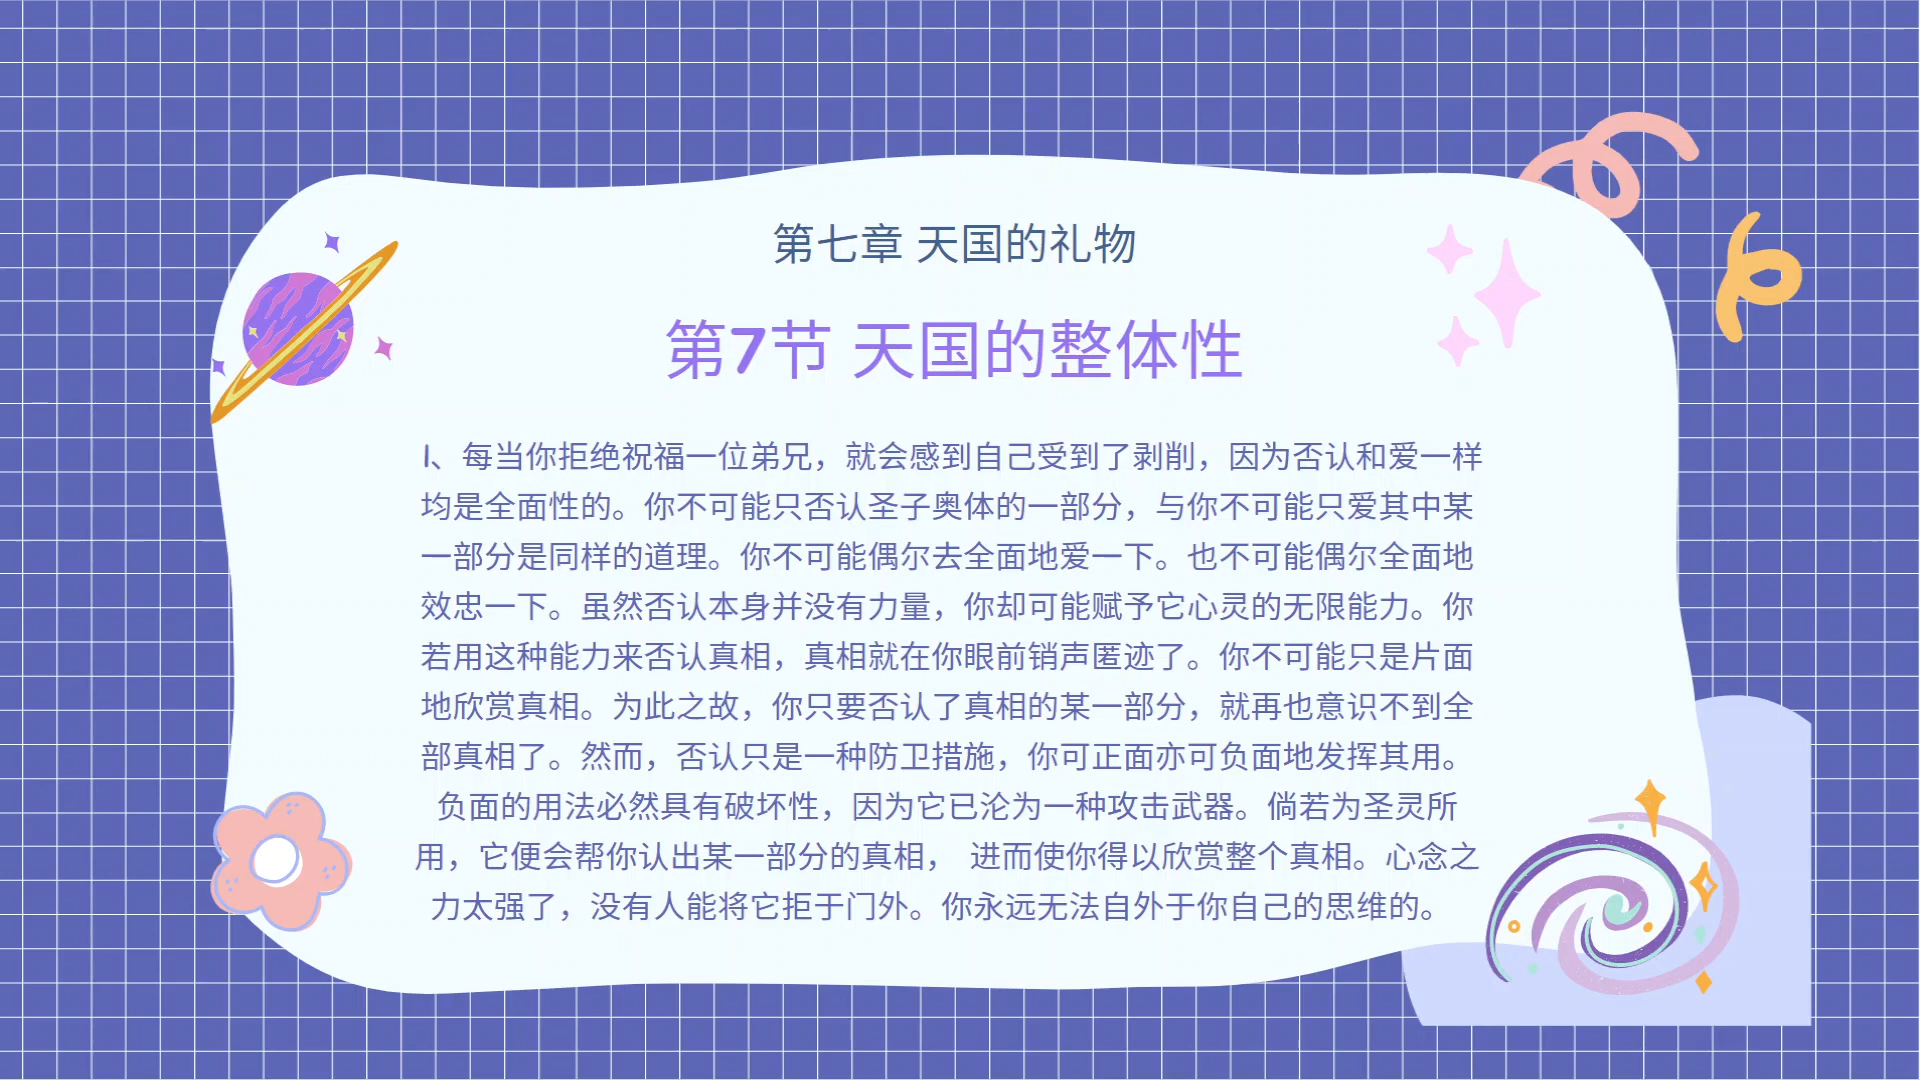 第七章 天国的礼物
第7节 天国的整体性
1、每当你拒绝祝福一位弟兄，就会感到自己受到了剥削，因为否认和爱一样
均是全面性的。你不可能只否认圣子奥体的一部分，与你不可能只爱其中某
一部分是同样的道理。你不可能偶尔去全面地爱一下。也不可能偶尔全面地
效忠一下。虽然否认本身并没有力量，你却可能赋予它心灵的无限能力。你
若用这种能力来否认真相，真相就在你眼前销声匿迹了。你不可能只是片面
地欣赏真相。为此之故，你只要否认了真相的某一部分，就再也意识不到全
部真相了。然而，否认只是一种防卫措施，你可正面亦可负面地发挥其用。
负面的用法必然具有破坏性，因为它已沦为一种攻击武器。倘若为圣灵所
用，它便会帮你认出某一部分的真相， 进而使你得以欣赏整个真相。心念之
力太强了，没有人能将它拒于门外。你永远无法自外于你自己的思维的。